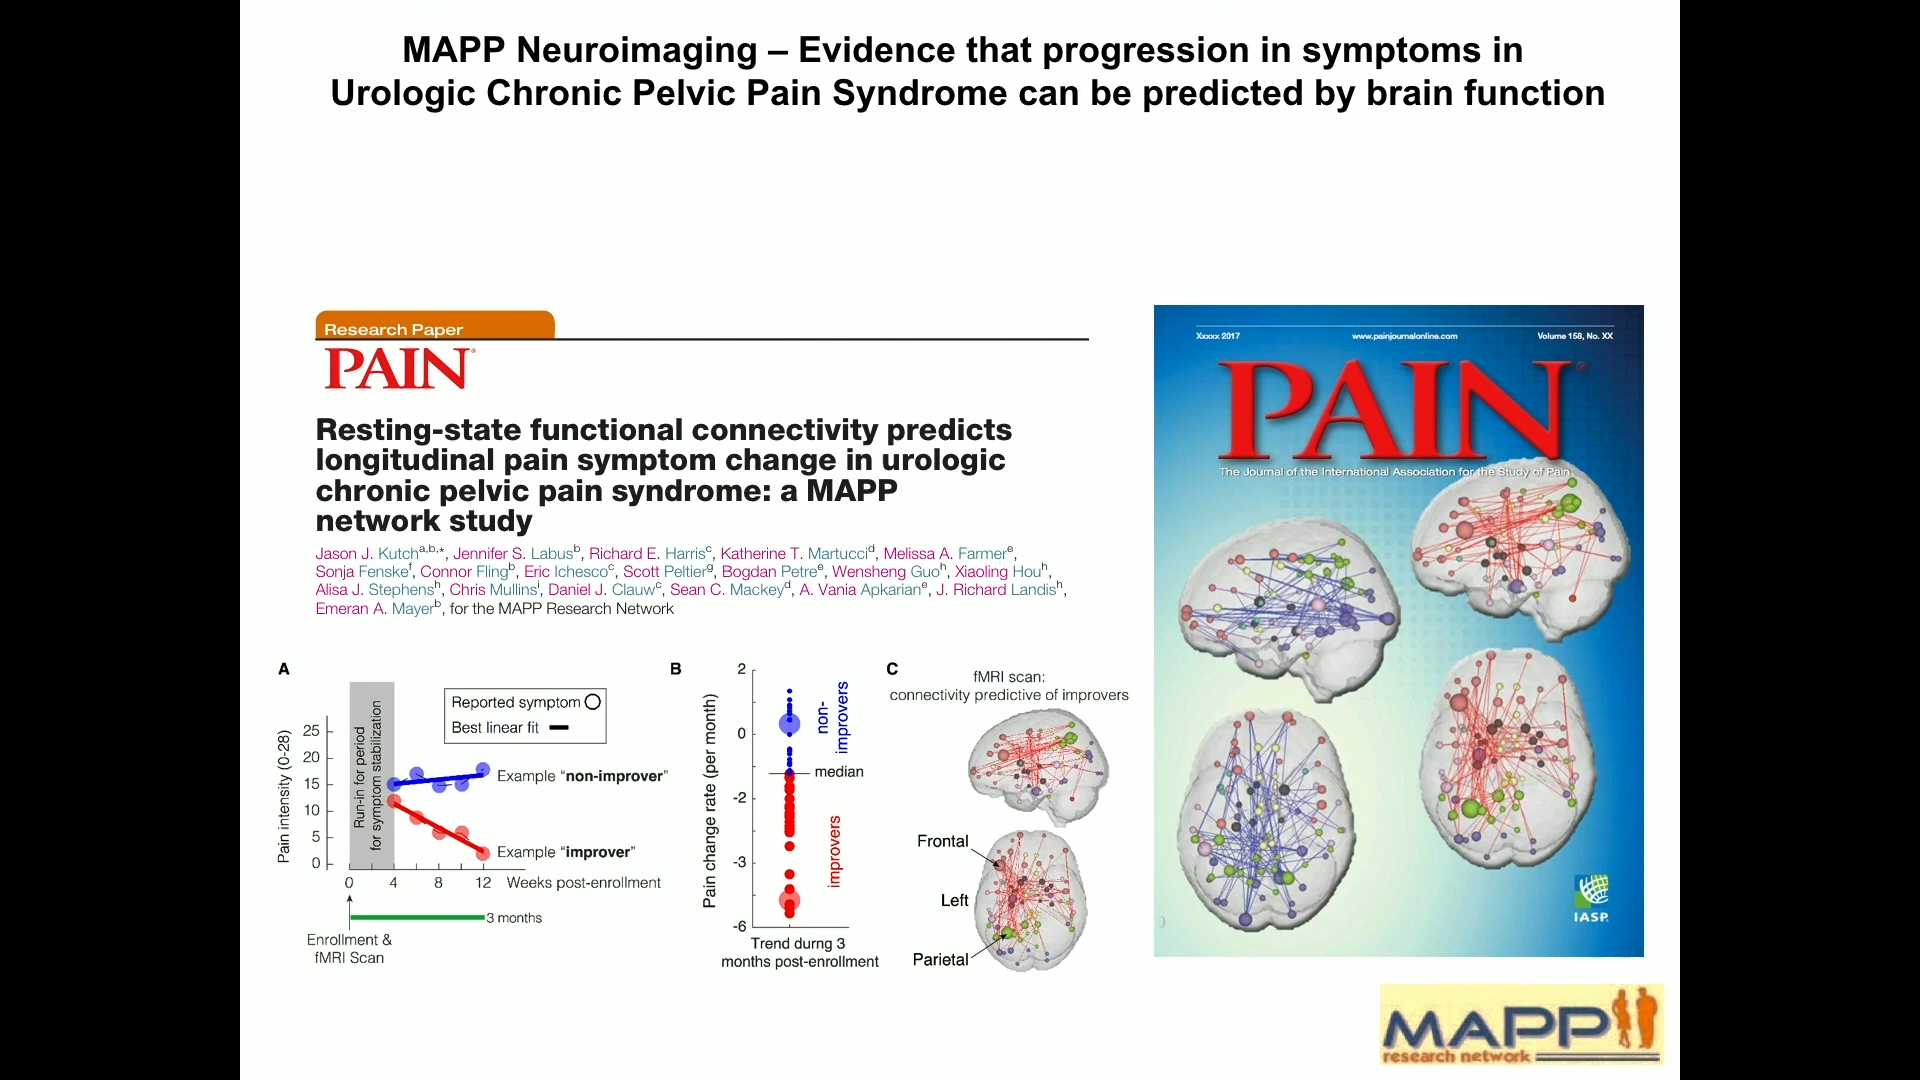 MAPP Neuroimaging – Evidence that progression in symptoms in
Urologic Chronic Pelvic Pain Syndrome can be predicted by brain function
Research Paper
PAIN®
Resting-state functional connectivity predicts
longitudinal pain symptom change in urologic
chronic pelvic pain syndrome: a MAPP
network study
Jason J. Kutch^a,b,*, Jennifer S. Labus^b, Richard E. Harris^c, Katherine T. Martucci^d, Melissa A. Farmer^e,
Sonja Fenske^f, Connor Fling^b, Eric Ichesco^c, Scott Peltier^g, Bogdan Petre^e, Wensheng Guo^h, Xiaoling Hou^h,
Alisa J. Stephens^h, Chris Mullins^i, Daniel J. Clauw^c, Sean C. Mackey^d, A. Vania Apkarian^e, J. Richard Landis^h,
Emeran A. Mayer^b, for the MAPP Research Network
A
Pain intensity (0-28)
25
20
15
10
5
0
Run-in for period
for symptom stabilization
Reported symptom
Best linear fit
Example "non-improver"
Example "improver"
0 4 8 12 Weeks post-enrollment
3 months
Enrollment &
fMRI Scan
B
Pain change rate (per month)
2
0
-2
-3
-6
non-
improvers
median
improvers
Trend durng 3
months post-enrollment
C
fMRI scan:
connectivity predictive of improvers
Frontal
Left
Parietal
Xxxxx 2017 www.painjournalonline.com Volume 158, No. XX
PAIN®
The Journal of the International Association for the Study of Pain
IASP
MAPP
research network